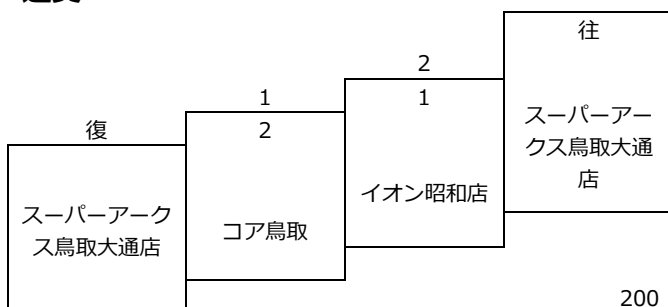 往
2
1
1
2
復
スーパーアー
クス鳥取大通
店
イオン昭和店
コア鳥取
スーパーアーク
ス鳥取大通店
200